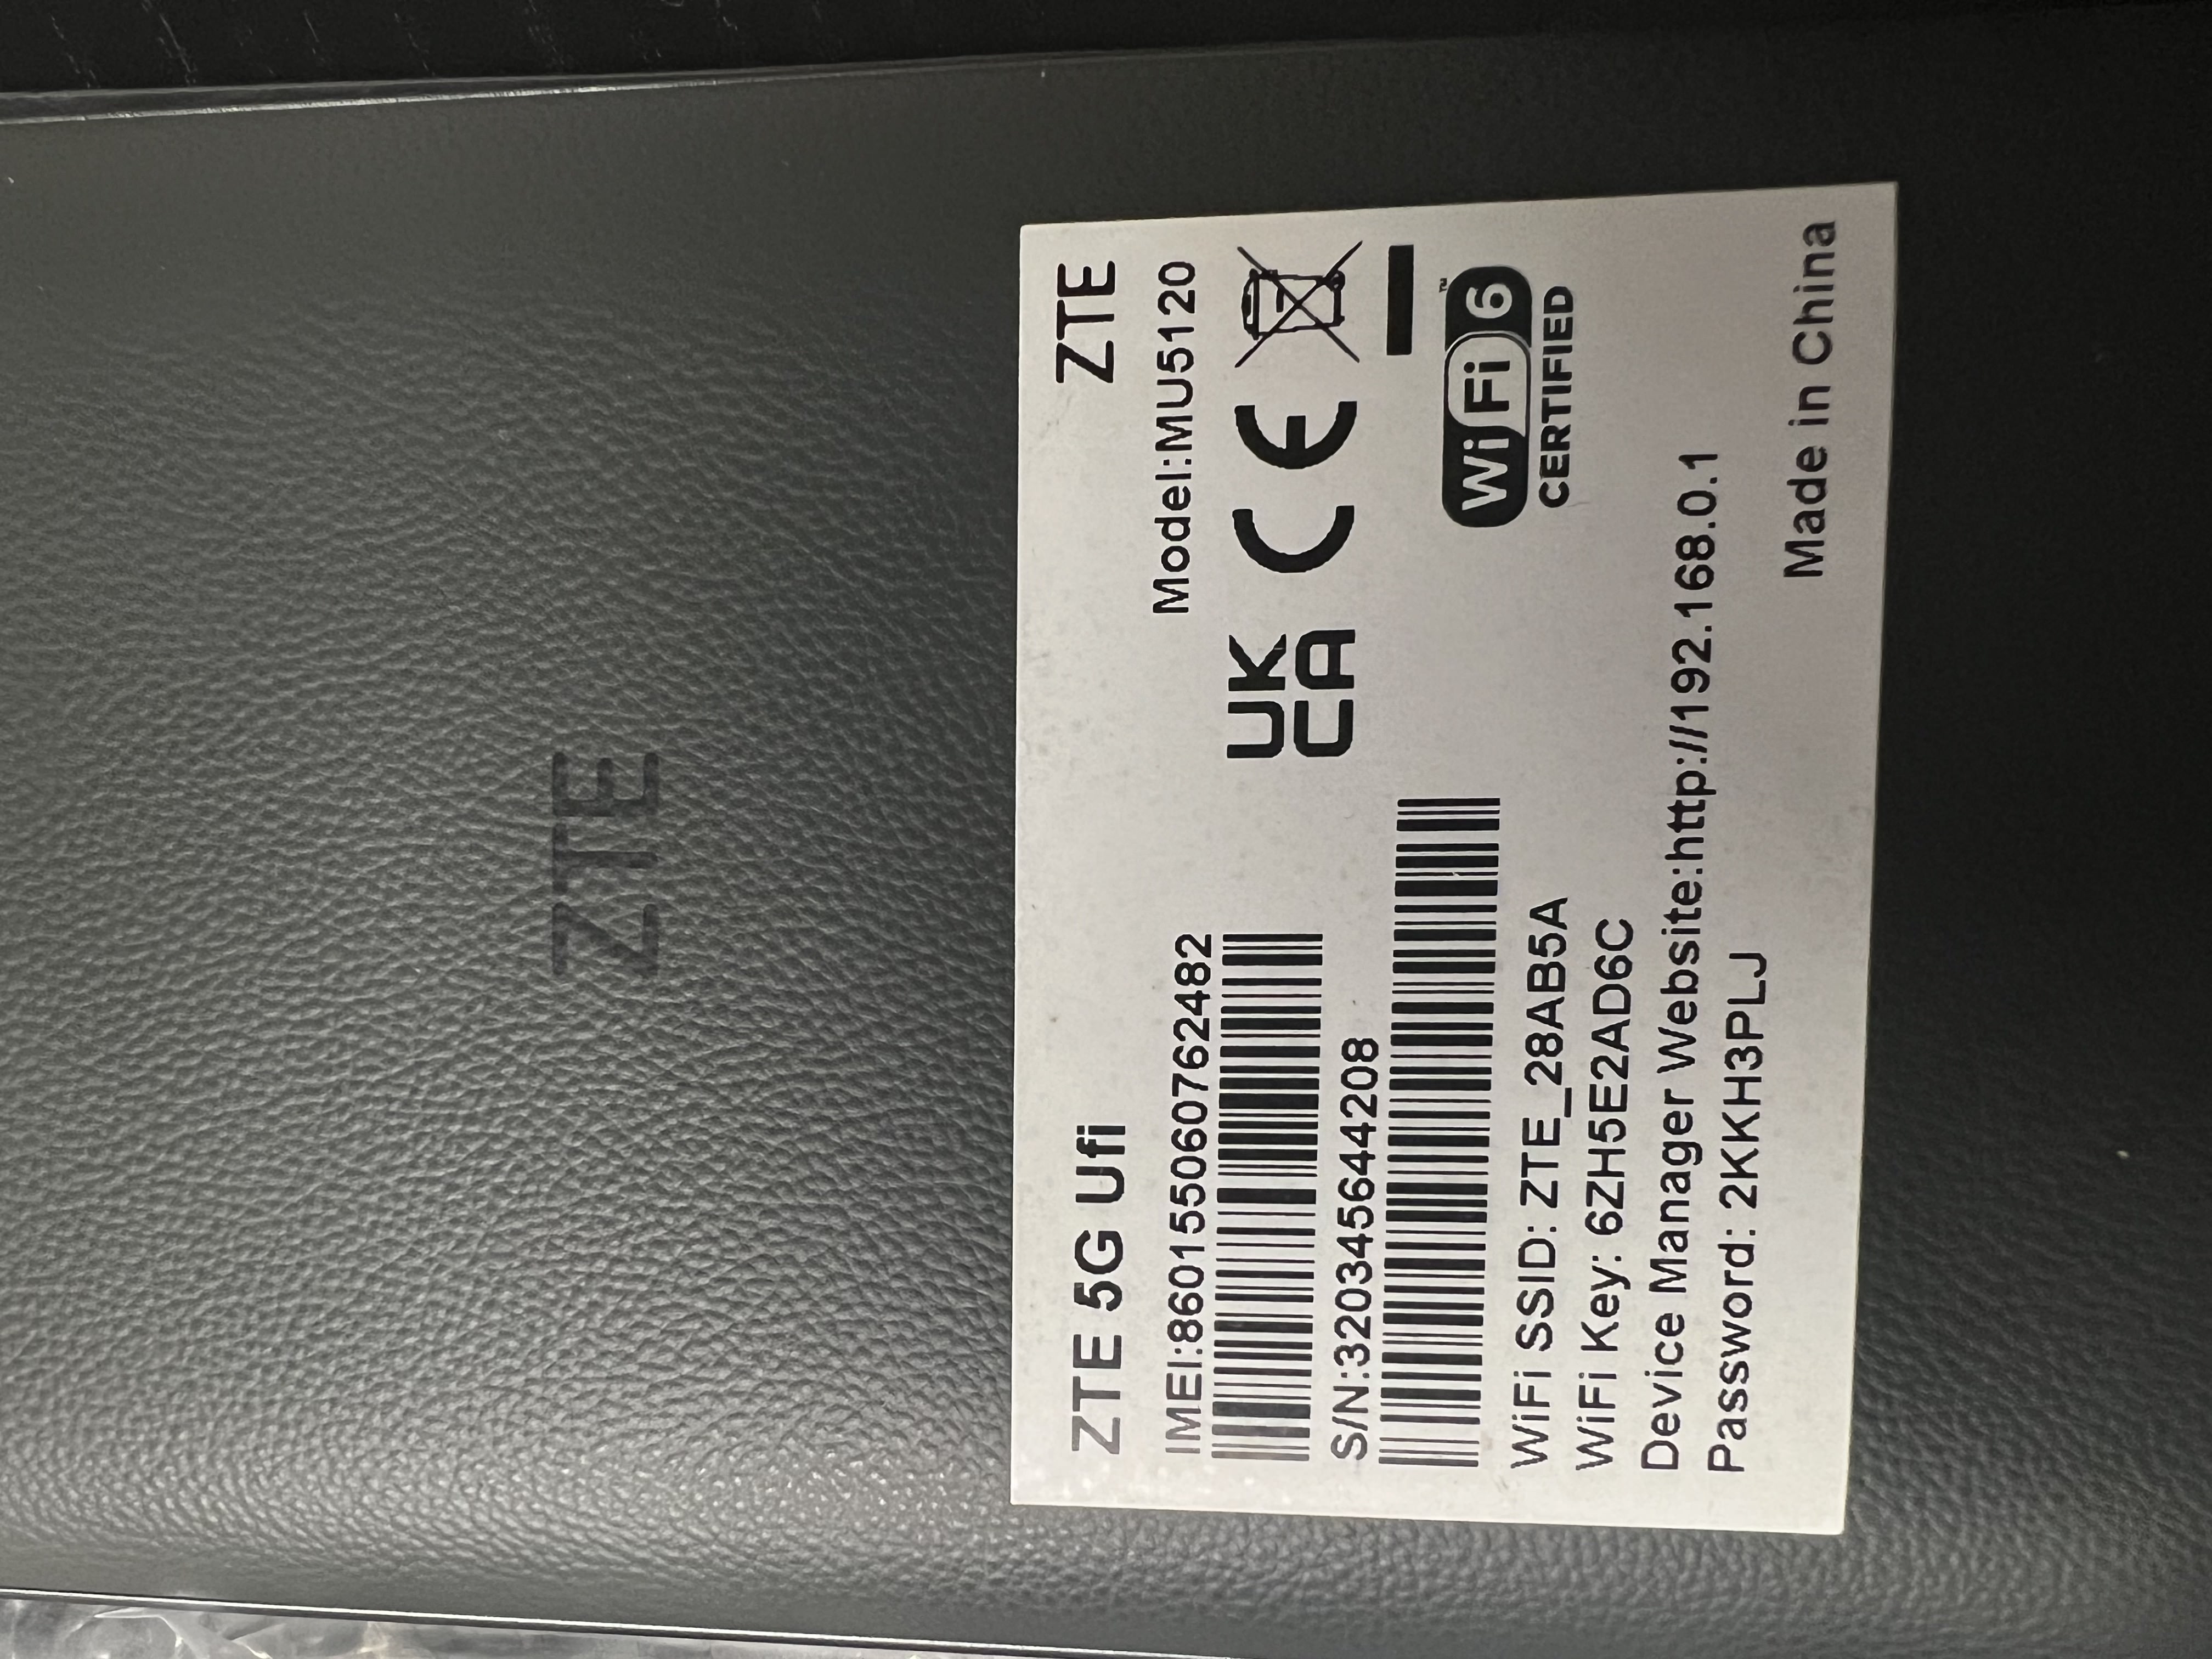 ZTE
ZTE 5G Ufi
ZTE
IMEI:860155060762482
Model:MU5120
UK
CA
CE
S/N:320345644208
WiFi 6™
CERTIFIED
WiFi SSID: ZTE_28AB5A
WiFi Key: 6ZH5E2AD6C
Device Manager Website:http://192.168.0.1
Password: 2KKH3PLJ
Made in China